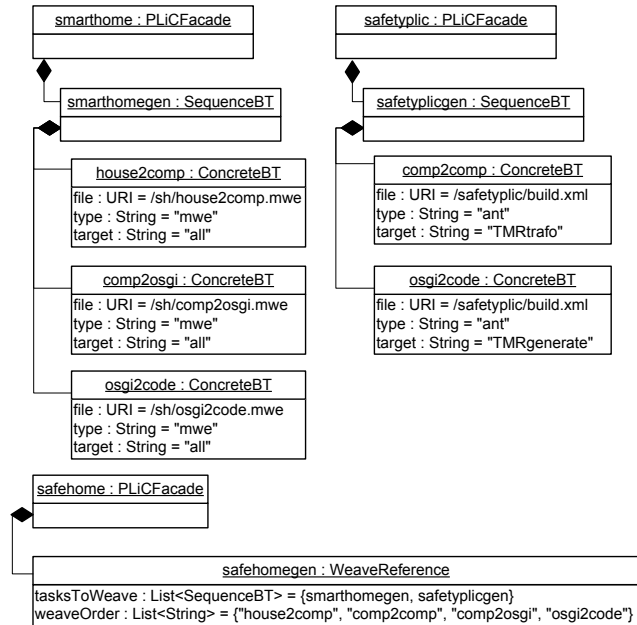 smarthome : PLiCFacade
smarthomegen : SequenceBT
house2comp : ConcreteBT
file : URI = /sh/house2comp.mwe
type : String = "mwe"
target : String = "all"
comp2osgi : ConcreteBT
file : URI = /sh/comp2osgi.mwe
type : String = "mwe"
target : String = "all"
osgi2code : ConcreteBT
file : URI = /sh/osgi2code.mwe
type : String = "mwe"
target : String = "all"
safetyplic : PLiCFacade
safetyplicgen : SequenceBT
comp2comp : ConcreteBT
file : URI = /safetyplic/build.xml
type : String = "ant"
target : String = "TMRtrafo"
osgi2code : ConcreteBT
file : URI = /safetyplic/build.xml
type : String = "ant"
target : String = "TMRgenerate"
safehome : PLiCFacade
safehomegen : WeaveReference
tasksToWeave : List<SequenceBT> = {smarthomegen, safetyplicgen}
weaveOrder : List<String> = {"house2comp", "comp2comp", "comp2osgi", "osgi2code"}